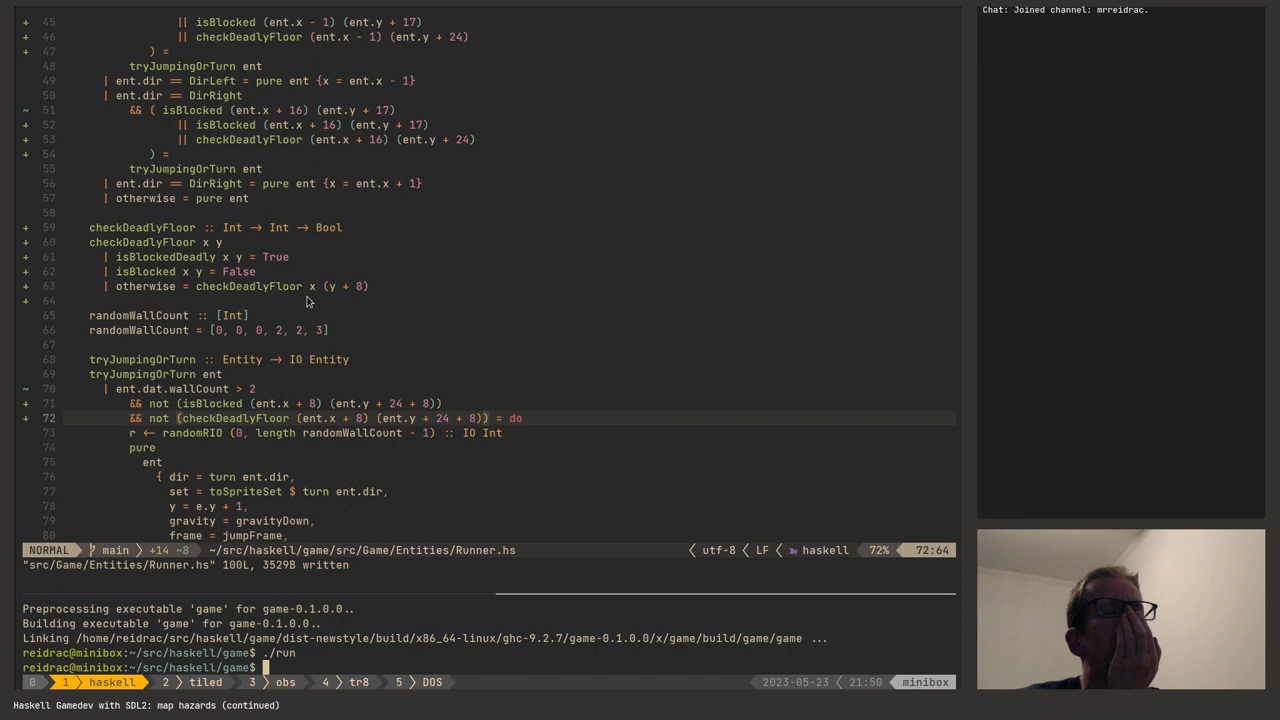 + 45 || isBlocked (ent.x - 1) (ent.y + 17)
+ 46 || checkDeadlyFloor (ent.x - 1) (ent.y + 24)
+ 47 ) =
48 tryJumpingOrTurn ent
49 | ent.dir == DirLeft = pure ent {x = ent.x - 1}
50 | ent.dir == DirRight
~ 51 && ( isBlocked (ent.x + 16) (ent.y + 17)
+ 52 || isBlocked (ent.x + 16) (ent.y + 17)
+ 53 || checkDeadlyFloor (ent.x + 16) (ent.y + 24)
+ 54 ) =
55 tryJumpingOrTurn ent
56 | ent.dir == DirRight = pure ent {x = ent.x + 1}
57 | otherwise = pure ent
58
+ 59 checkDeadlyFloor :: Int -> Int -> Bool
+ 60 checkDeadlyFloor x y
+ 61 | isBlockedDeadly x y = True
+ 62 | isBlocked x y = False
+ 63 | otherwise = checkDeadlyFloor x (y + 8)
+ 64
65 randomWallCount :: [Int]
66 randomWallCount = [0, 0, 0, 2, 2, 3]
67
68 tryJumpingOrTurn :: Entity -> IO Entity
69 tryJumpingOrTurn ent
~ 70 | ent.dat.wallCount > 2
+ 71 && not (isBlocked (ent.x + 8) (ent.y + 24 + 8))
+ 72 && not (checkDeadlyFloor (ent.x + 8) (ent.y + 24 + 8)) = do
73 r <- randomRIO (0, length randomWallCount - 1) :: IO Int
74 pure
75 ent
76 { dir = turn ent.dir,
77 set = toSpriteSet $ turn ent.dir,
78 y = e.y + 1,
79 gravity = gravityDown,
80 frame = jumpFrame,
NORMAL main +14 ~8 ~/src/haskell/game/src/Game/Entities/Runner.hs utf-8 LF haskell 72% 72:64
"src/Game/Entities/Runner.hs" 100L, 3529B written
Preprocessing executable 'game' for game-0.1.0.0..
Building executable 'game' for game-0.1.0.0..
Linking /home/reidrac/src/haskell/game/dist-newstyle/build/x86_64-linux/ghc-9.2.7/game-0.1.0.0/x/game/build/game/game ...
reidrac@minibox:~/src/haskell/game$ ./run
reidrac@minibox:~/src/haskell/game$
0 1 haskell 2 tiled 3 obs 4 tr8 5 DOS 2023-05-23 21:50 minibox
Haskell Gamedev with SDL2: map hazards (continued)
Chat: Joined channel: mrreidrac.